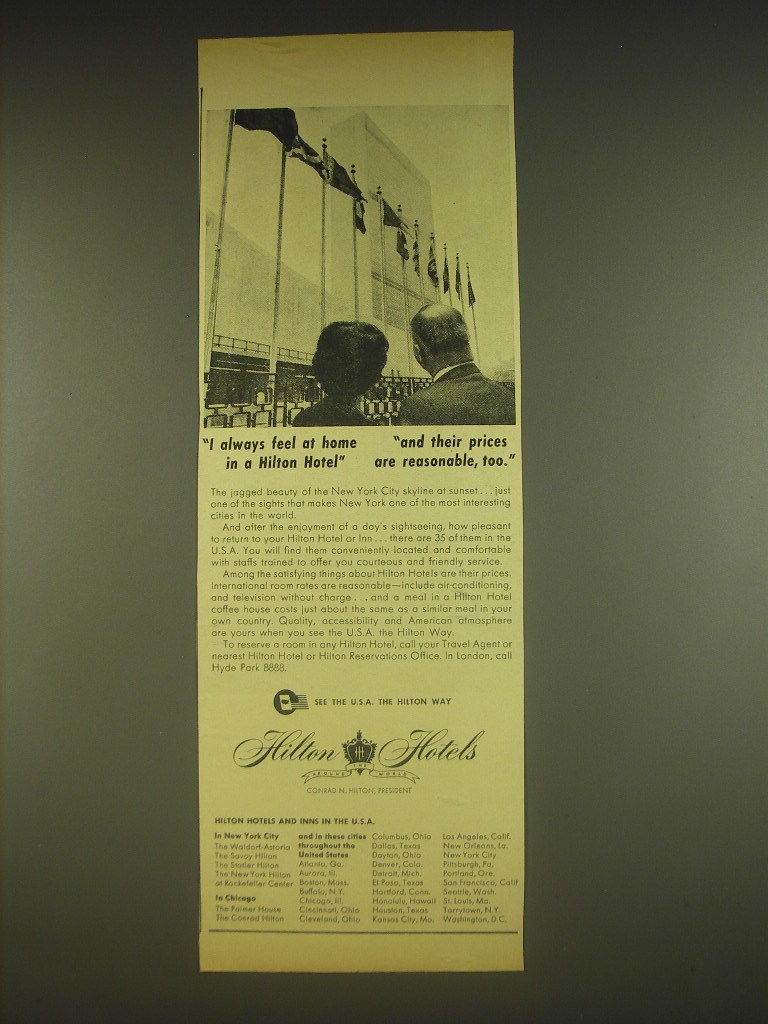 "I always feel at home
in a Hilton Hotel"
"and their prices
are reasonable, too."
The jagged beauty of the New York City skyline at sunset... just
one of the sights that makes New York one of the most interesting
cities in the world.
And after the enjoyment of a day's sightseeing, how pleasant
to return to your Hilton Hotel or Inn... there are 35 of them in the
U.S.A. You will find them conveniently located and comfortable
with staffs trained to offer you courteous and friendly service.
Among the satisfying things about Hilton Hotels are their prices.
International room rates are reasonable—include air-conditioning,
and television without charge... and a meal in a Hilton Hotel
coffee house costs just about the same as a similar meal in your
own country. Quality, accessibility and American atmosphere
are yours when you see the U.S.A. the Hilton Way.
To reserve a room in any Hilton Hotel, call your Travel Agent or
nearest Hilton Hotel or Hilton Reservations Office. In London, call
Hyde Park 8888.
SEE THE U.S.A. THE HILTON WAY
Hilton Hotels
AROUND THE WORLD
CONRAD N. HILTON, PRESIDENT
HILTON HOTELS AND INNS IN THE U.S.A.
In New York City
The Waldorf-Astoria
The Savoy Hilton
The Statler Hilton
The New York Hilton
at Rockefeller Center
In Chicago
The Palmer House
The Conrad Hilton
and in these cities
throughout the
United States
Atlanta, Ga.
Aurora, Ill.
Boston, Mass.
Buffalo, N.Y.
Chicago, Ill.
Cincinnati, Ohio
Cleveland, Ohio
Columbus, Ohio
Dallas, Texas
Dayton, Ohio
Denver, Colo.
Detroit, Mich.
El Paso, Texas
Hartford, Conn.
Honolulu, Hawaii
Houston, Texas
Kansas City, Mo.
Los Angeles, Calif.
New Orleans, La.
New York City
Pittsburgh, Pa.
Portland, Ore.
San Francisco, Calif
Seattle, Wash.
St. Louis, Mo.
Tarrytown, N.Y.
Washington, D.C.